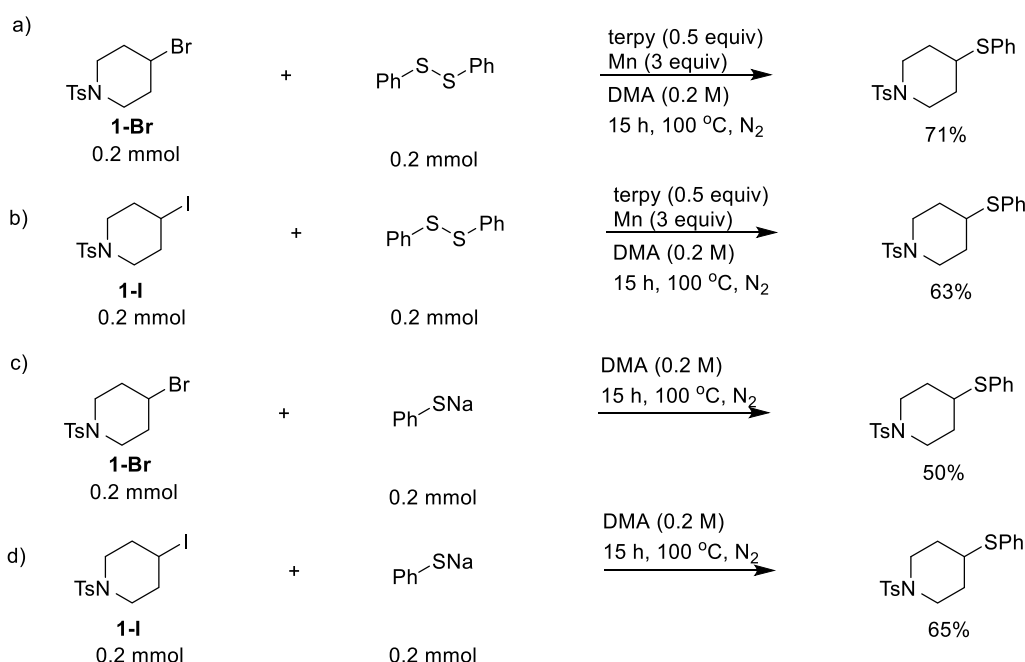 a)
Br
TsN
1-Br
0.2 mmol
+
Ph S S Ph
0.2 mmol
terpy (0.5 equiv)
Mn (3 equiv)
DMA (0.2 M)
15 h, 100 °C, N2
SPh
TsN
71%
b)
I
TsN
1-I
0.2 mmol
+
Ph S S Ph
0.2 mmol
terpy (0.5 equiv)
Mn (3 equiv)
DMA (0.2 M)
15 h, 100 °C, N2
SPh
TsN
63%
c)
Br
TsN
1-Br
0.2 mmol
+
Ph SNa
0.2 mmol
DMA (0.2 M)
15 h, 100 °C, N2
SPh
TsN
50%
d)
I
TsN
1-I
0.2 mmol
+
Ph SNa
0.2 mmol
DMA (0.2 M)
15 h, 100 °C, N2
SPh
TsN
65%